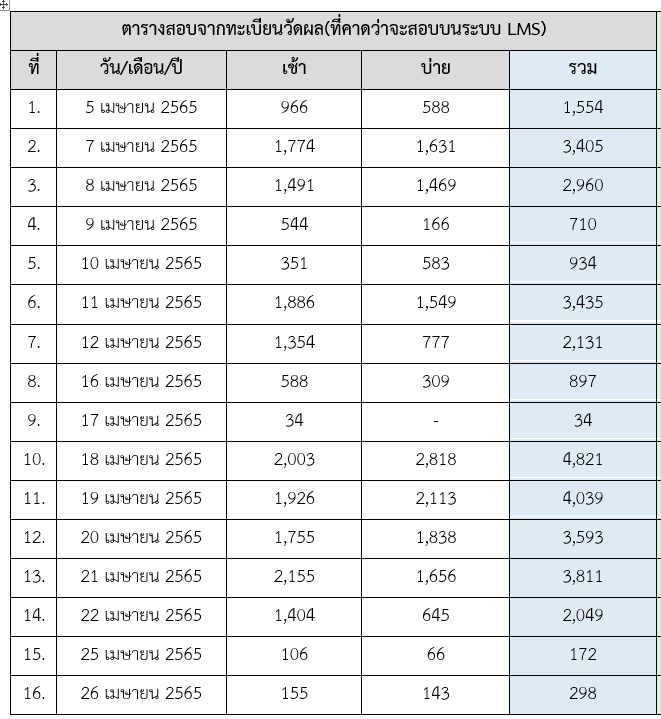 ตารางสอบจากทะเบียนวัดผล(ที่คาดว่าจะสอบบนระบบ LMS)
ที่ วัน/เดือน/ปี เช้า บ่าย รวม
1. 5 เมษายน 2565 966 588 1,554
2. 7 เมษายน 2565 1,774 1,631 3,405
3. 8 เมษายน 2565 1,491 1,469 2,960
4. 9 เมษายน 2565 544 166 710
5. 10 เมษายน 2565 351 583 934
6. 11 เมษายน 2565 1,886 1,549 3,435
7. 12 เมษายน 2565 1,354 777 2,131
8. 16 เมษายน 2565 588 309 897
9. 17 เมษายน 2565 34 - 34
10. 18 เมษายน 2565 2,003 2,818 4,821
11. 19 เมษายน 2565 1,926 2,113 4,039
12. 20 เมษายน 2565 1,755 1,838 3,593
13. 21 เมษายน 2565 2,155 1,656 3,811
14. 22 เมษายน 2565 1,404 645 2,049
15. 25 เมษายน 2565 106 66 172
16. 26 เมษายน 2565 155 143 298